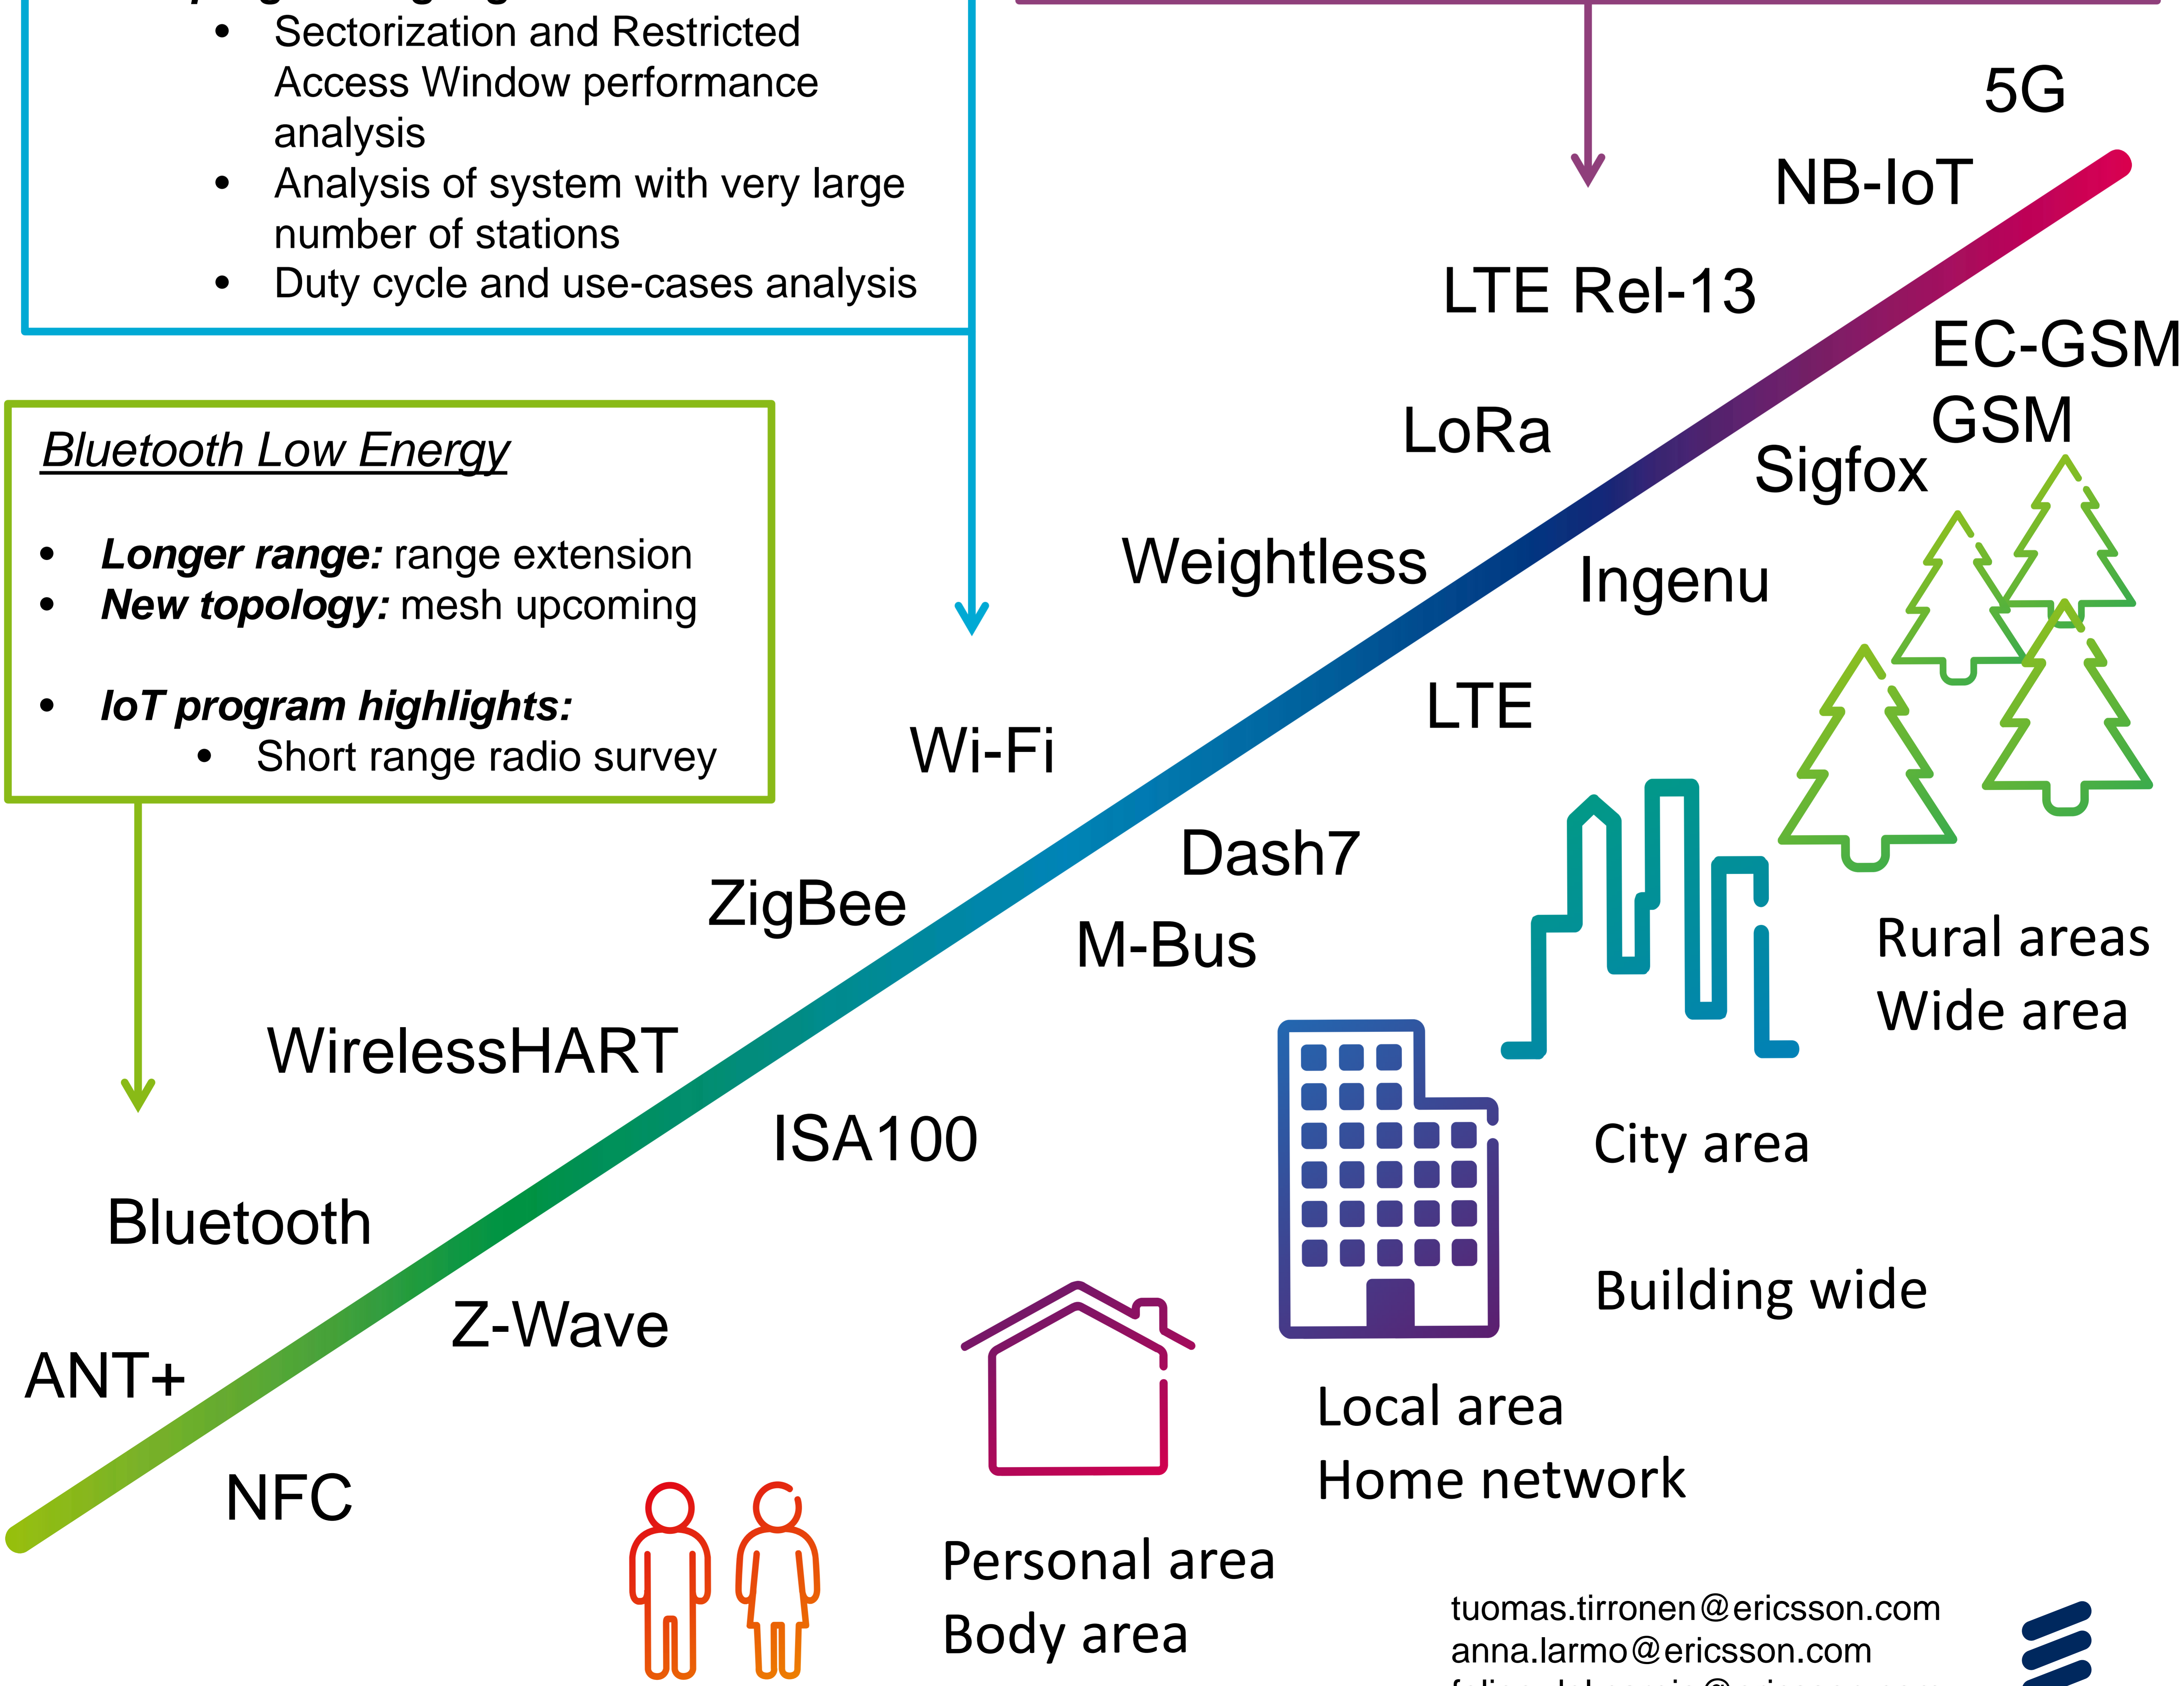 • Sectorization and Restricted
Access Window performance
analysis
• Analysis of system with very large
number of stations
• Duty cycle and use-cases analysis
Bluetooth Low Energy
• Longer range: range extension
• New topology: mesh upcoming
• IoT program highlights:
• Short range radio survey
5G
NB-IoT
LTE Rel-13
EC-GSM
GSM
LoRa
Sigfox
Weightless
Ingenu
LTE
Wi-Fi
Dash7
ZigBee
M-Bus
WirelessHART
ISA100
Bluetooth
Z-Wave
ANT+
NFC
Rural areas
Wide area
City area
Building wide
Local area
Home network
Personal area
Body area
tuomas.tirronen@ericsson.com
anna.larmo@ericsson.com